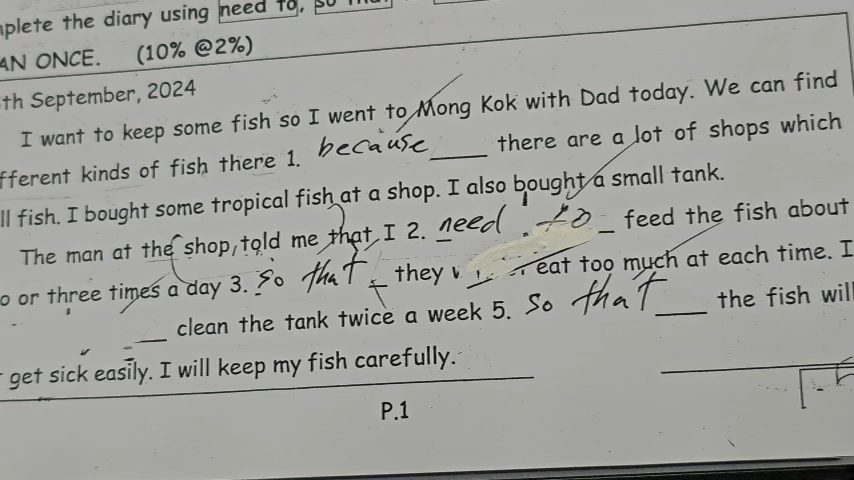 plete the diary using need to, so
AN ONCE. (10% @2%)
th September, 2024
I want to keep some fish so I went to Mong Kok with Dad today. We can find
fferent kinds of fish there 1. because ____ there are a lot of shops which
ll fish. I bought some tropical fish at a shop. I also bought a small tank.
The man at the shop, told me that I 2. need to _ feed the fish about
o or three times a day 3. so that _ they eat too much at each time. I
___ clean the tank twice a week 5. so that ____ the fish will
get sick easily. I will keep my fish carefully.
P.1